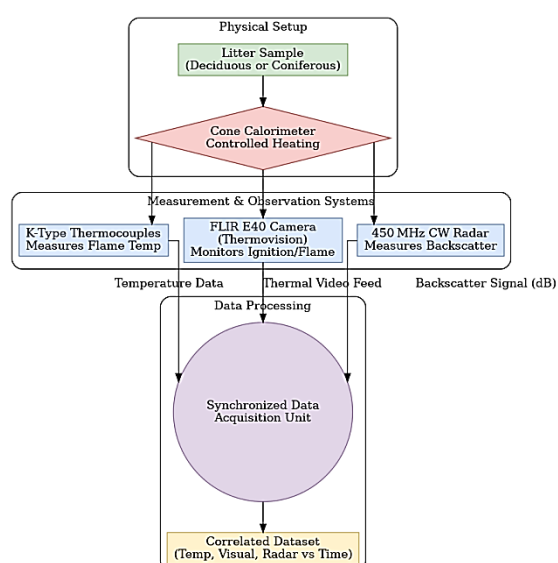 Physical Setup
Litter Sample
(Deciduous or Coniferous)
Cone Calorimeter
Controlled Heating
Measurement & Observation Systems
K-Type Thermocouples
Measures Flame Temp
FLIR E40 Camera
(Thermovision)
Monitors Ignition/Flame
450 MHz CW Radar
Measures Backscatter
Temperature Data
Thermal Video Feed
Backscatter Signal (dB)
Data Processing
Synchronized Data
Acquisition Unit
Correlated Dataset
(Temp, Visual, Radar vs Time)